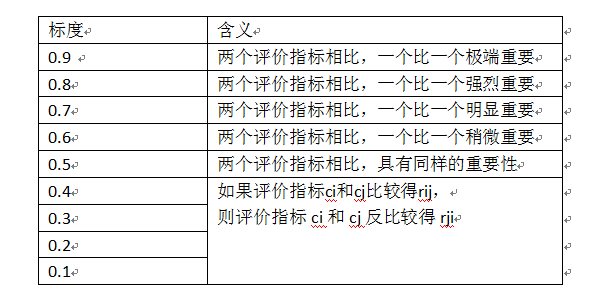 标度 含义
0.9 两个评价指标相比，一个比一个极端重要
0.8 两个评价指标相比，一个比一个强烈重要
0.7 两个评价指标相比，一个比一个明显重要
0.6 两个评价指标相比，一个比一个稍微重要
0.5 两个评价指标相比，具有同样的重要性
0.4 如果评价指标ci和cj比较得rij，
0.3 则评价指标 ci 和 cj 反比较得 rji
0.2
0.1